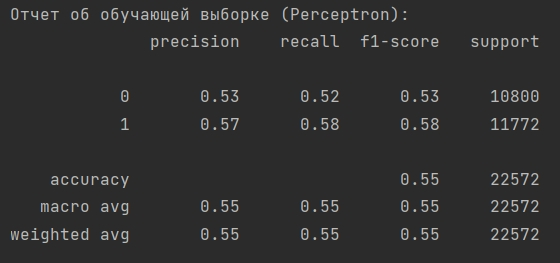 Отчет об обучающей выборке (Perceptron):
precision recall f1-score support
0 0.53 0.52 0.53 10800
1 0.57 0.58 0.58 11772
accuracy 0.55 22572
macro avg 0.55 0.55 0.55 22572
weighted avg 0.55 0.55 0.55 22572